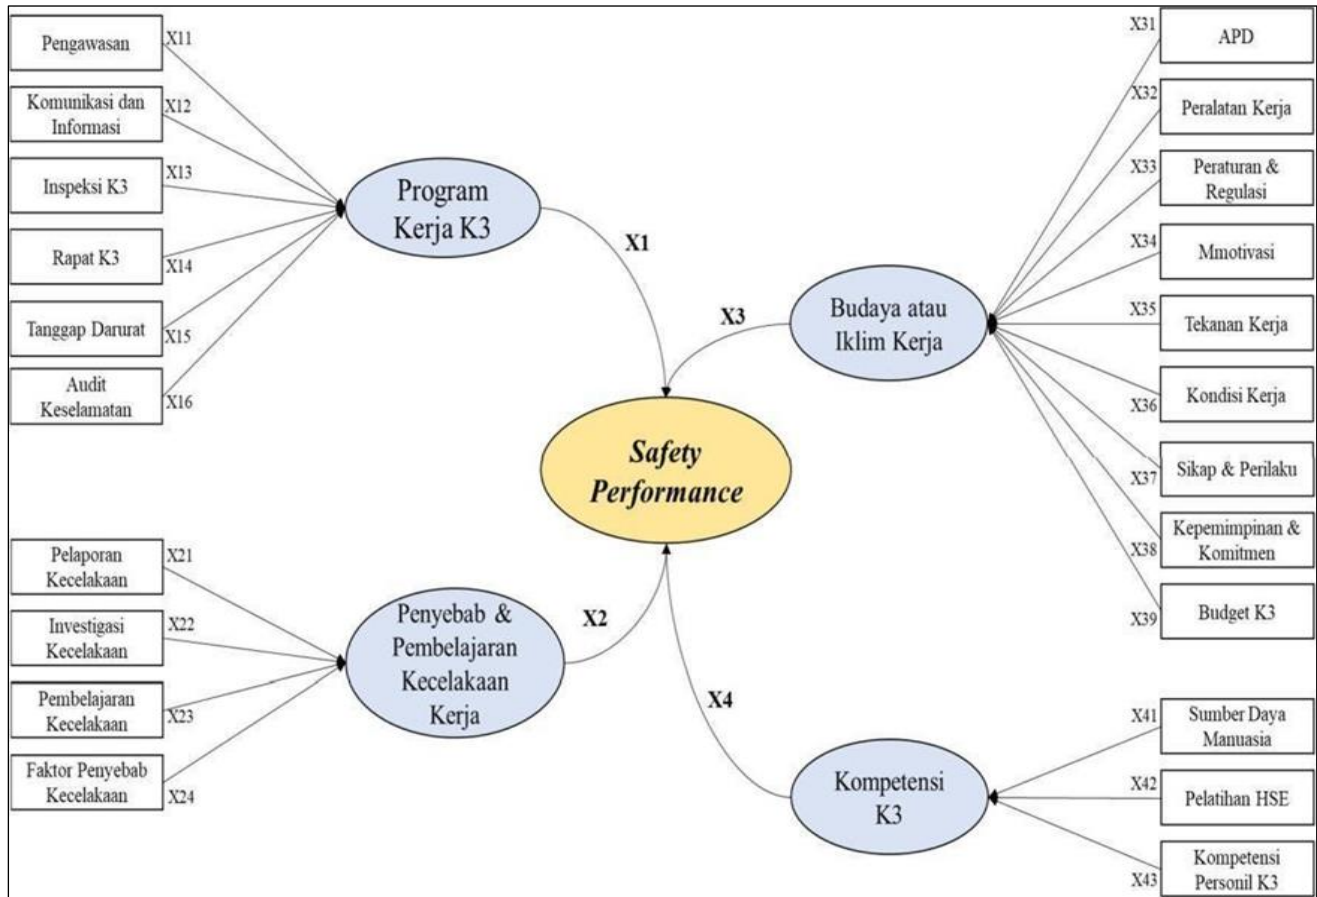 Pengawasan
X11
Komunikasi dan
Informasi
X12
Inspeksi K3
X13
Rapat K3
X14
Tanggap Darurat
X15
Audit
Keselamatan
X16
Program
Kerja K3
X1
Pelaporan
Kecelakaan
X21
Investigasi
Kecelakaan
X22
Pembelajaran
Kecelakaan
X23
Faktor Penyebab
Kecelakaan
X24
Penyebab &
Pembelajaran
Kecelakaan
Kerja
X2
Safety
Performance
X3
Budaya atau
Iklim Kerja
X31
APD
X32
Peralatan Kerja
X33
Peraturan &
Regulasi
X34
Mmotivasi
X35
Tekanan Kerja
X36
Kondisi Kerja
X37
Sikap & Perilaku
X38
Kepemimpinan &
Komitmen
X39
Budget K3
X4
Kompetensi
K3
X41
Sumber Daya
Manuasia
X42
Pelatihan HSE
X43
Kompetensi
Personil K3